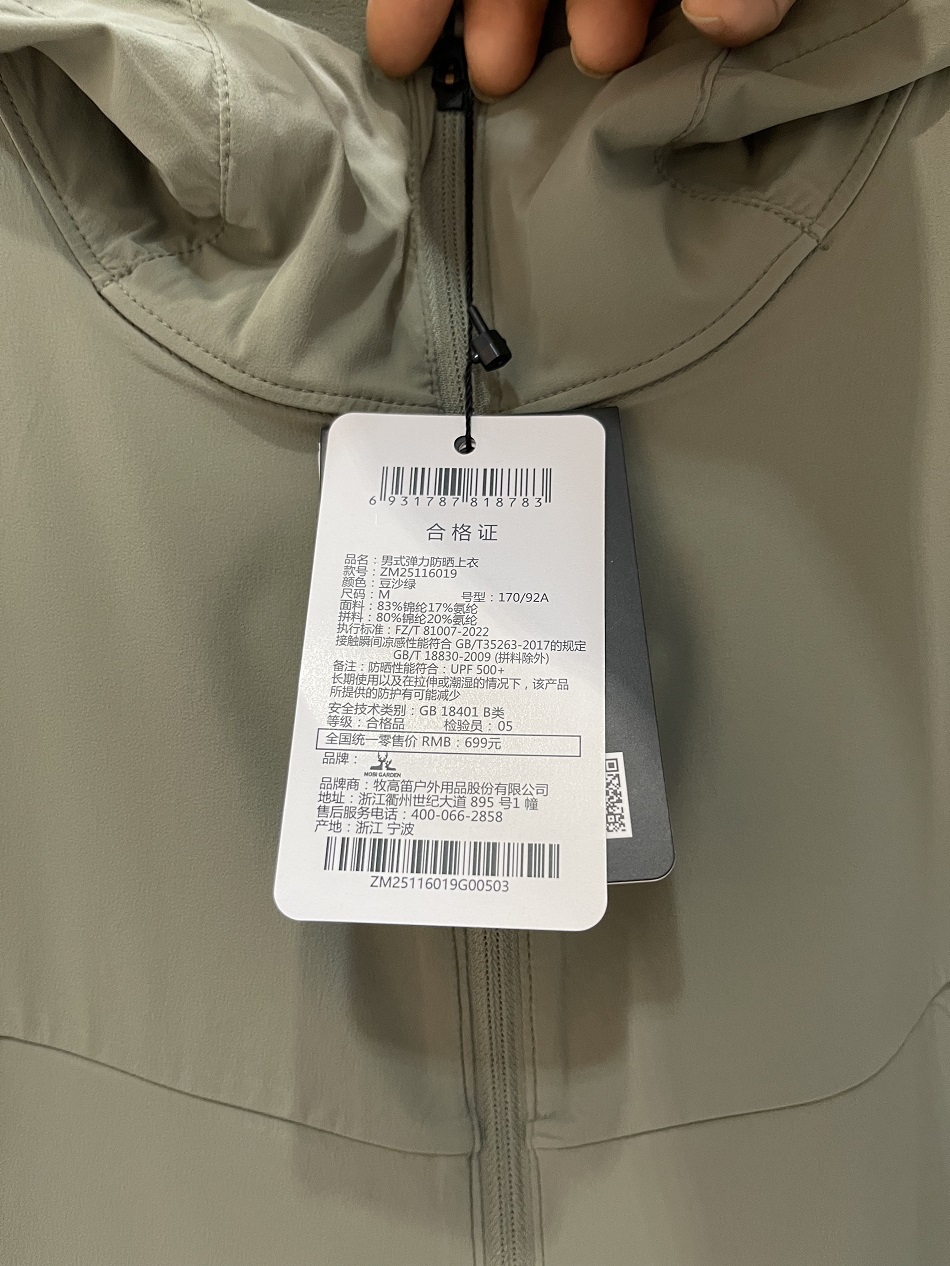 6 931787 818783
合格证
品名：男式弹力防晒上衣
款号：ZM25116019
颜色：豆沙绿
尺码：M 号型：170/92A
面料：83%锦纶17%氨纶
拼料：80%锦纶20%氨纶
执行标准：FZ/T 81007-2022
接触瞬间凉感性能符合 GB/T35263-2017的规定
GB/T 18830-2009 (拼料除外)
备注：防晒性能符合：UPF 500+
长期使用以及在拉伸或潮湿的情况下，该产品
所提供的防护有可能减少
安全技术类别：GB 18401 B类
等级：合格品 检验员：05
全国统一零售价 RMB：699元
品牌：
MOBI GARDEN
品牌商：牧高笛户外用品股份有限公司
地址：浙江衢州世纪大道 895 号1 幢
售后服务电话：400-066-2858
产地：浙江 宁波
ZM25116019G00503